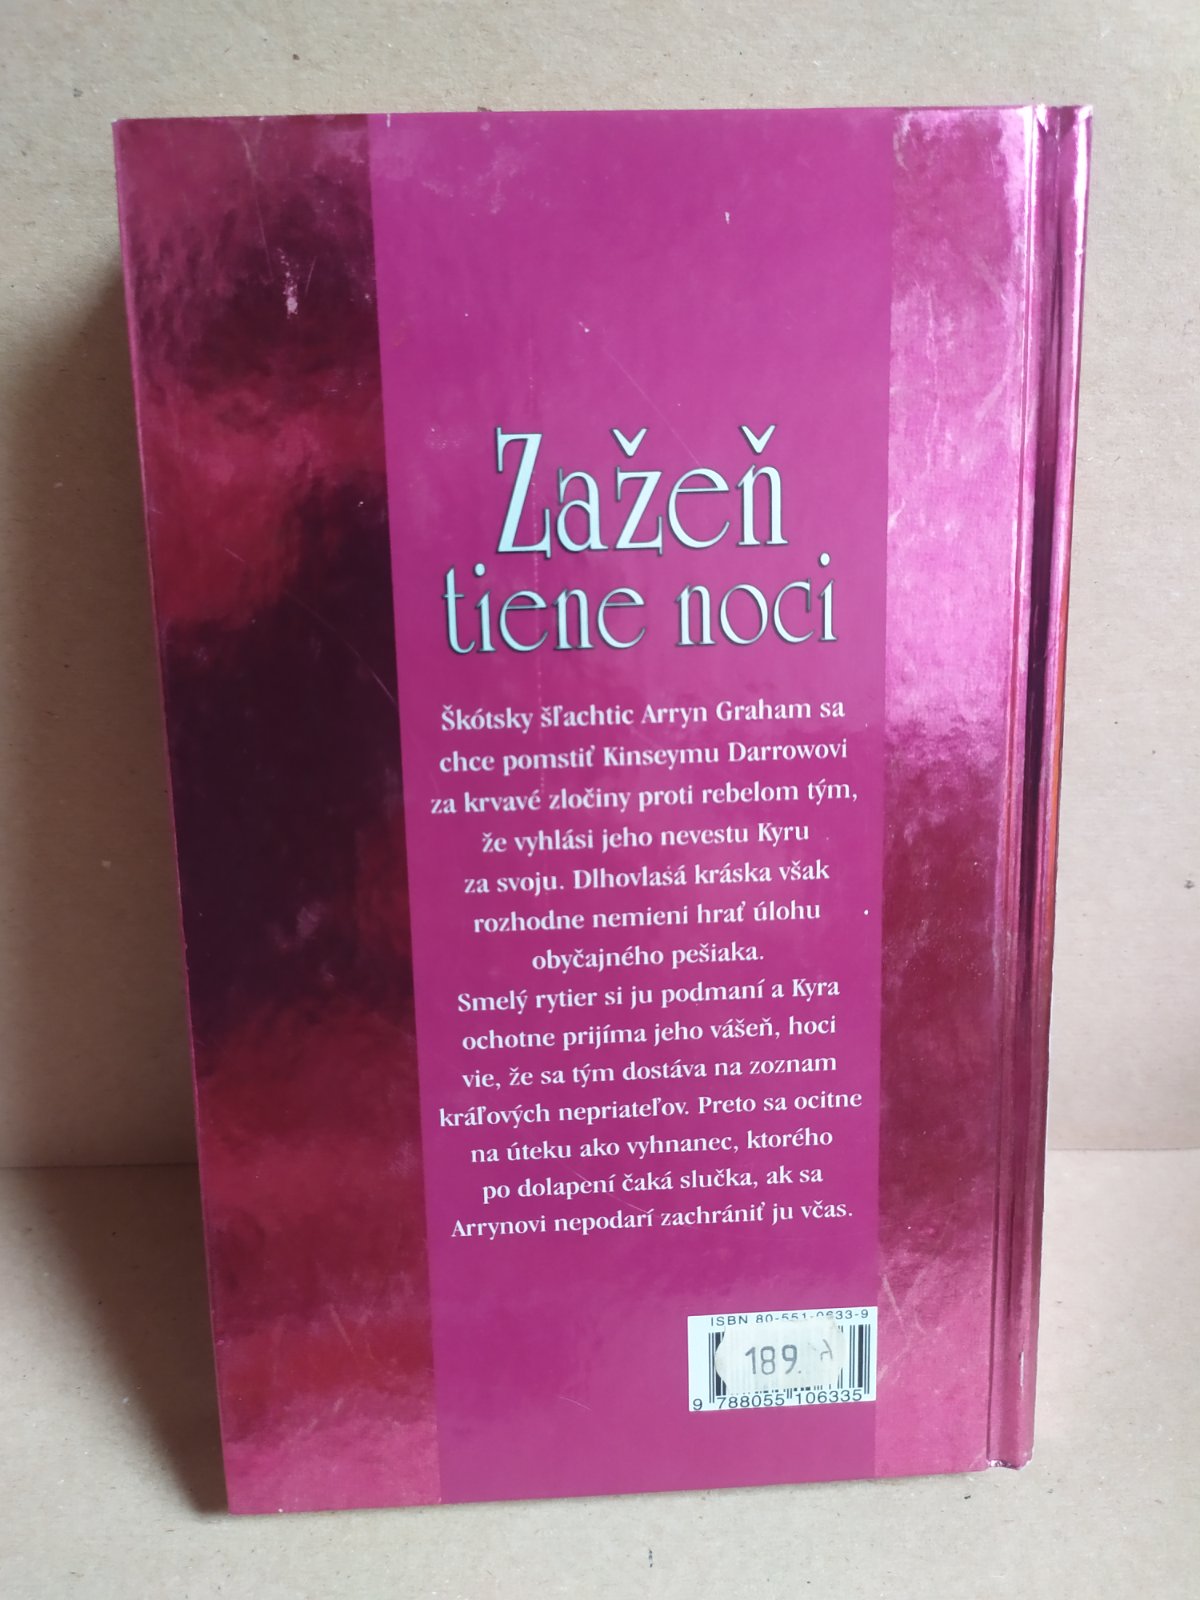 Zažeň
tiene noci
Škótsky šľachtic Arryn Graham sa
chce pomstiť Kinseymu Darrowovi
za krvavé zločiny proti rebelom tým,
že vyhlási jeho nevestu Kyru
za svoju. Dlhovlasá kráska však
rozhodne nemieni hrať úlohu
obyčajného pešiaka.
Smelý rytier si ju podmaní a Kyra
ochotne prijíma jeho vášeň, hoci
vie, že sa tým dostáva na zoznam
kráľových nepriateľov. Preto sa ocitne
na úteku ako vyhnanec, ktorého
po dolapení čaká slučka, ak sa
Arrynovi nepodarí zachrániť ju včas.
ISBN 80-551-0633-9
189.
9 788055 106335